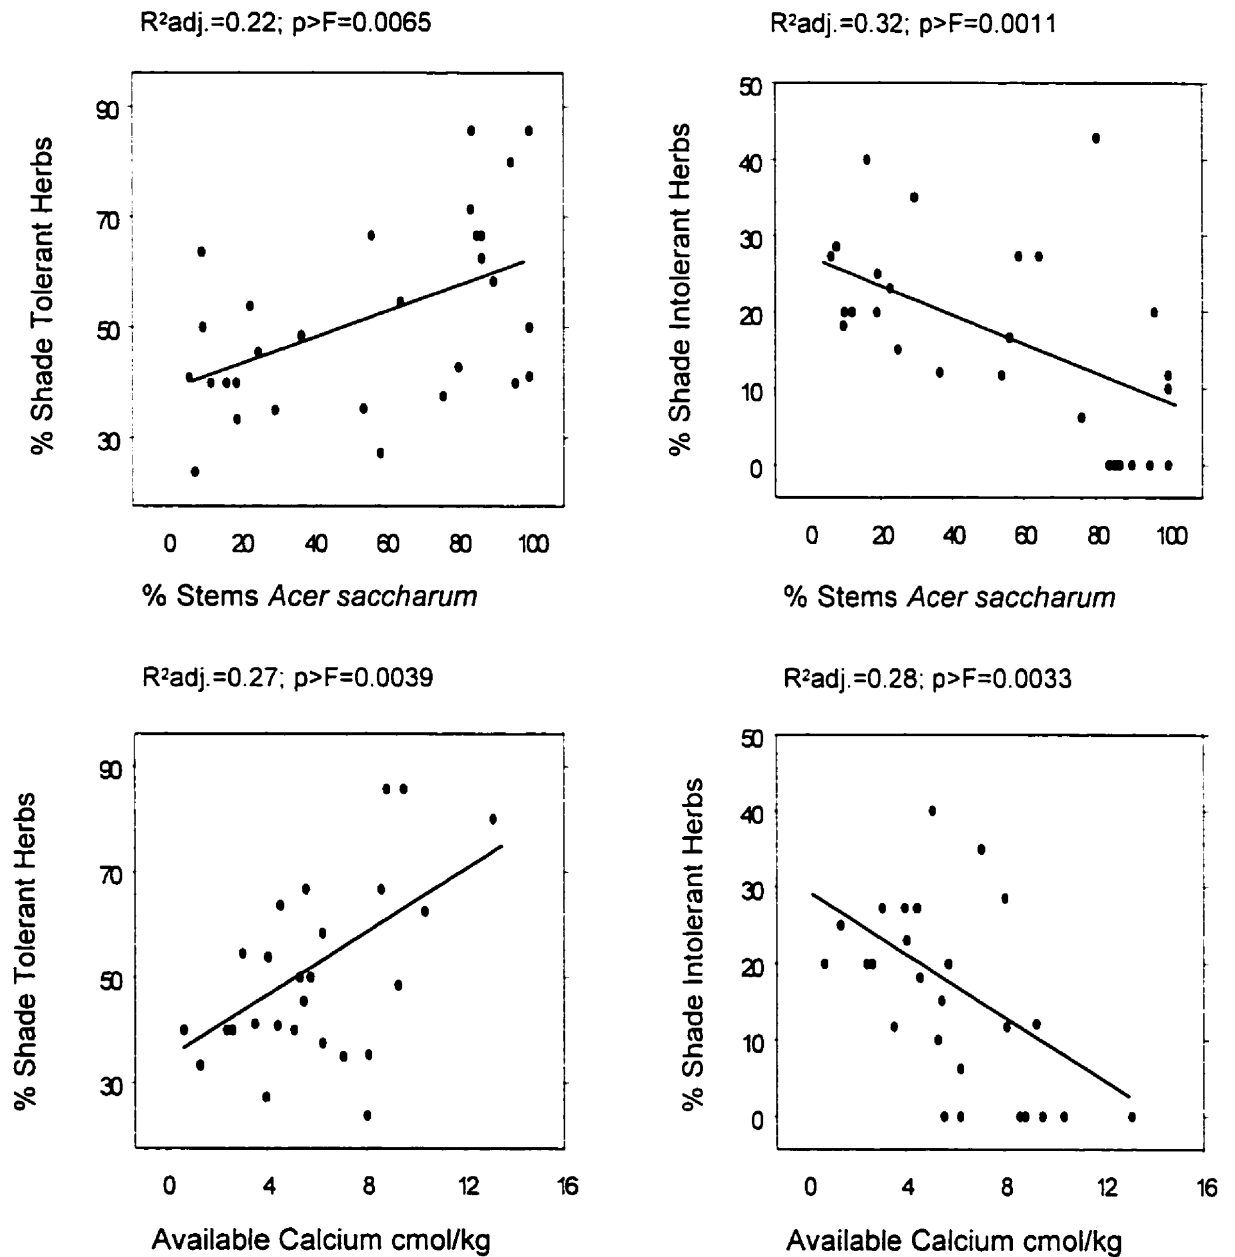 R²adj.=0.22; p>F=0.0065
% Shade Tolerant Herbs
90
70
50
30
0 20 40 60 80 100
% Stems Acer saccharum
R²adj.=0.32; p>F=0.0011
% Shade Intolerant Herbs
50
40
30
20
10
0
0 20 40 60 80 100
% Stems Acer saccharum
R²adj.=0.27; p>F=0.0039
% Shade Tolerant Herbs
90
70
50
30
0 4 8 12 16
Available Calcium cmol/kg
R²adj.=0.28; p>F=0.0033
% Shade Intolerant Herbs
50
40
30
20
10
0
0 4 8 12 16
Available Calcium cmol/kg